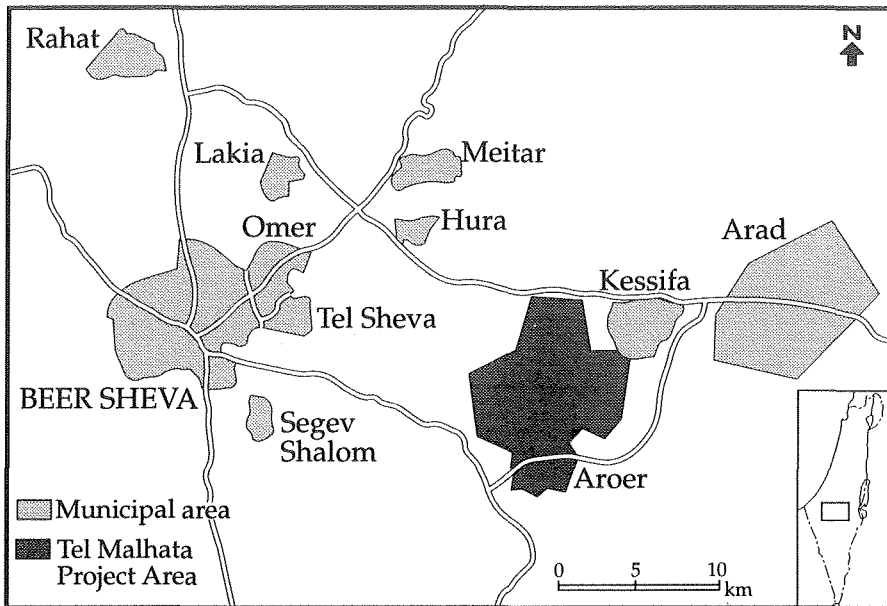 Rahat
N
Lakia
Meitar
Omer
Hura
Arad
Kessifa
Tel Sheva
BEER SHEVA
Segev
Shalom
Aroer
Municipal area
Tel Malhata
Project Area
0 5 10
km